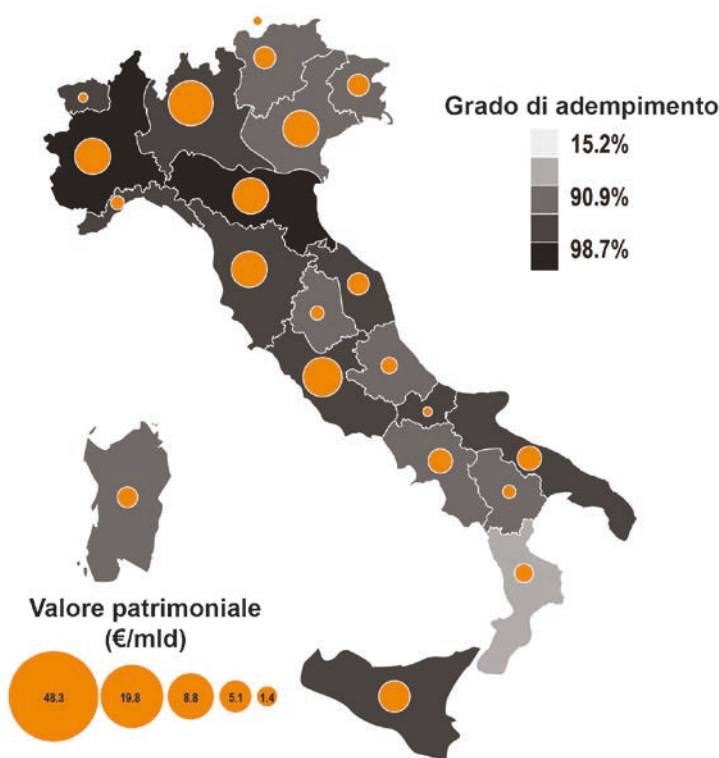 Grado di adempimento
15.2%
90.9%
98.7%
Valore patrimoniale
(€/mld)
48.3
19.8
8.8
5.1
1.4